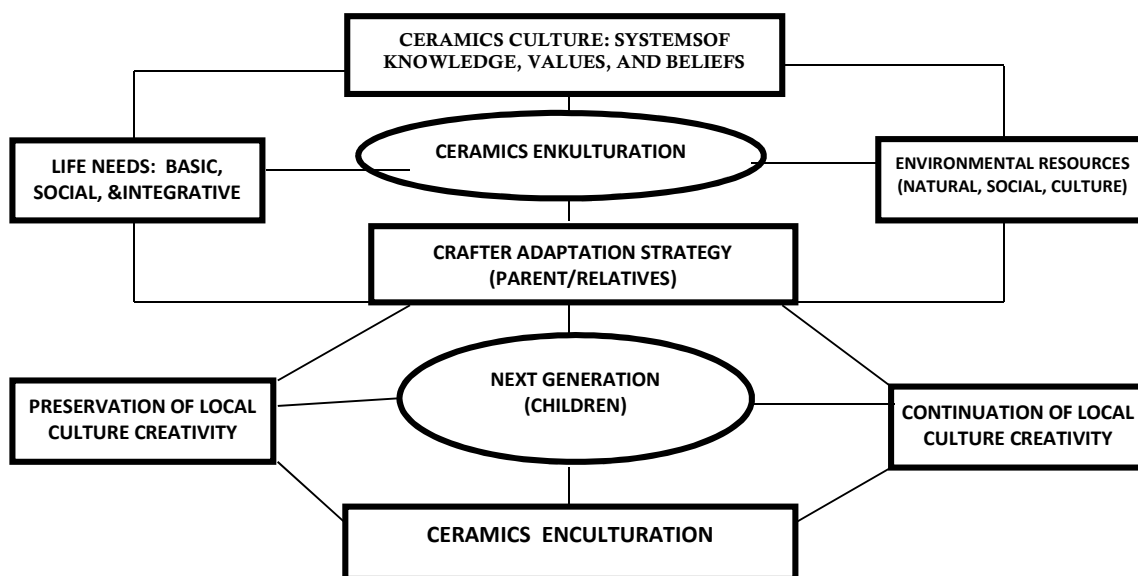 CERAMICS CULTURE: SYSTEMSOF
KNOWLEDGE, VALUES, AND BELIEFS
CERAMICS ENKULTURATION
LIFE NEEDS: BASIC,
SOCIAL, &INTEGRATIVE
ENVIRONMENTAL RESOURCES
(NATURAL, SOCIAL, CULTURE)
CRAFTER ADAPTATION STRATEGY
(PARENT/RELATIVES)
NEXT GENERATION
(CHILDREN)
PRESERVATION OF LOCAL
CULTURE CREATIVITY
CONTINUATION OF LOCAL
CULTURE CREATIVITY
CERAMICS ENCULTURATION